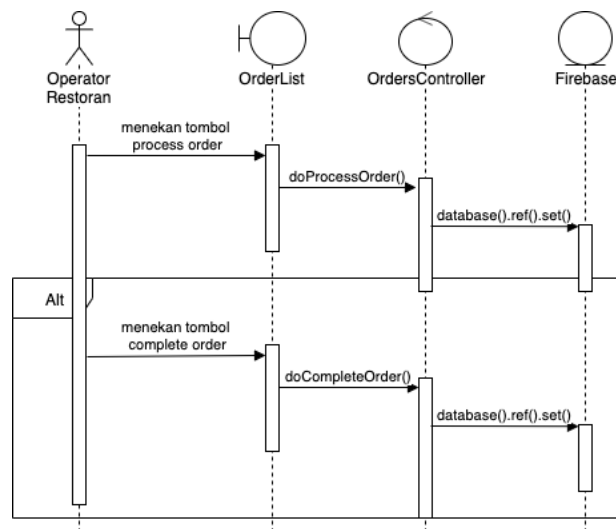 Operator
Restoran
OrderList
OrdersController
Firebase
menekan tombol
process order
doProcessOrder()
database().ref().set()
Alt
menekan tombol
complete order
doCompleteOrder()
database().ref().set()